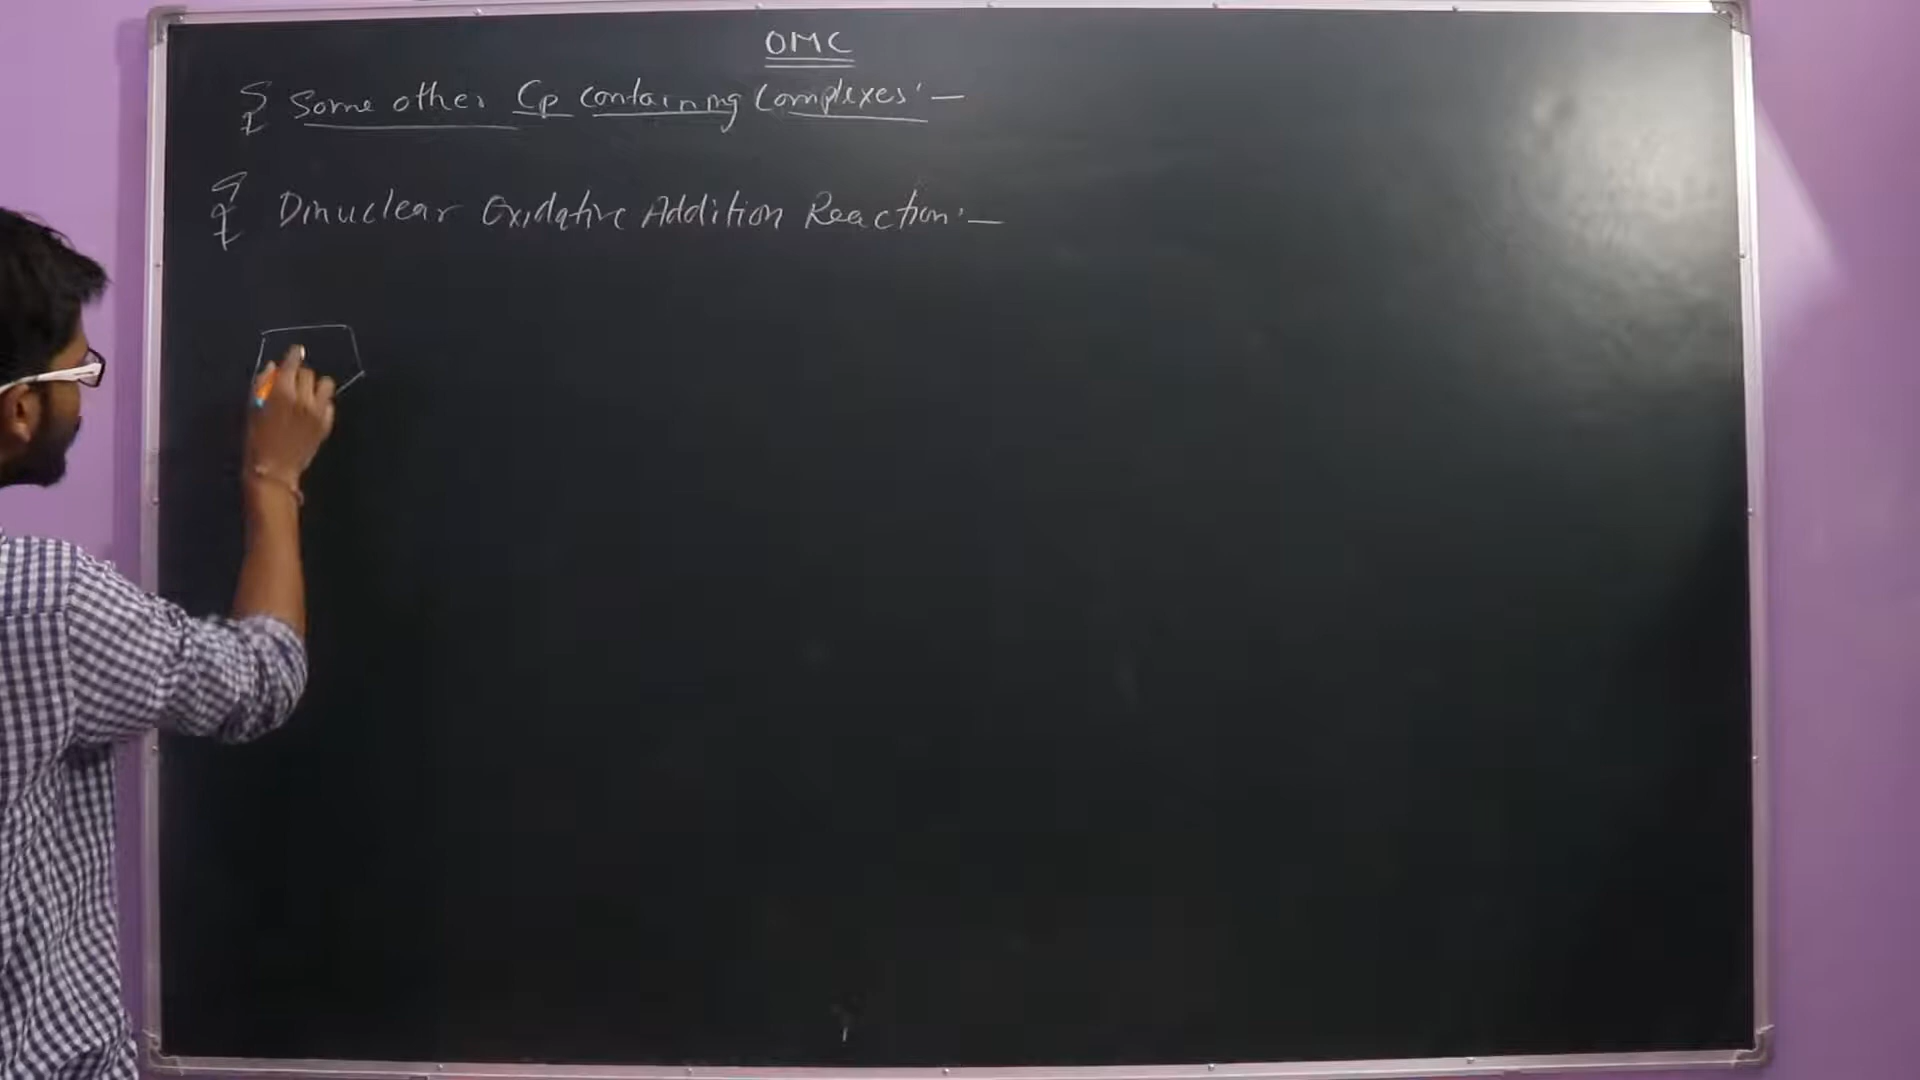 OMC
Some other Cp containing Complexes:-
Dinuclear Oxidative Addition Reaction:-